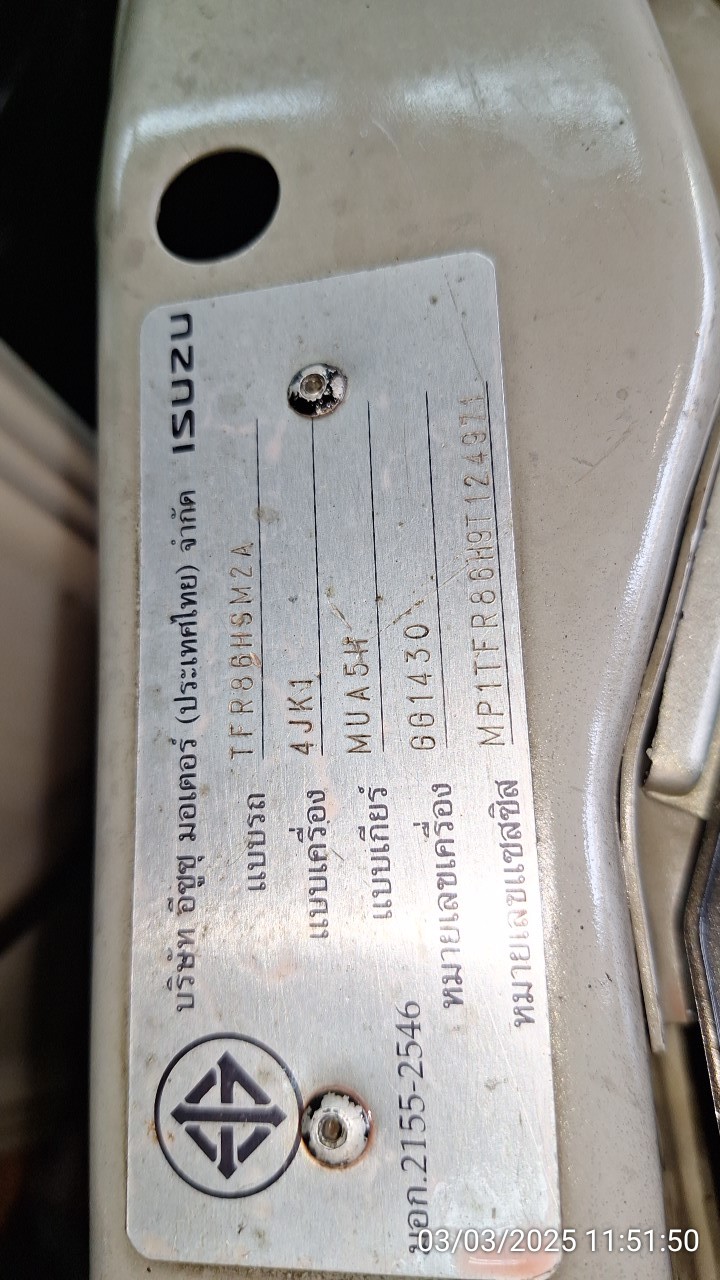 บริษัท อีซูซุ มอเตอร์ (ประเทศไทย) จำกัด ISUZU
แบบรถ TFR86HSM2A
แบบเครื่อง 4JK1
แบบเกียร์ MUA5H
หมายเลขเครื่อง GG1430
หมายเลขแชสซิส MP1TFR86H9T124971
มอก.2155-2546
03/03/2025 11:51:50